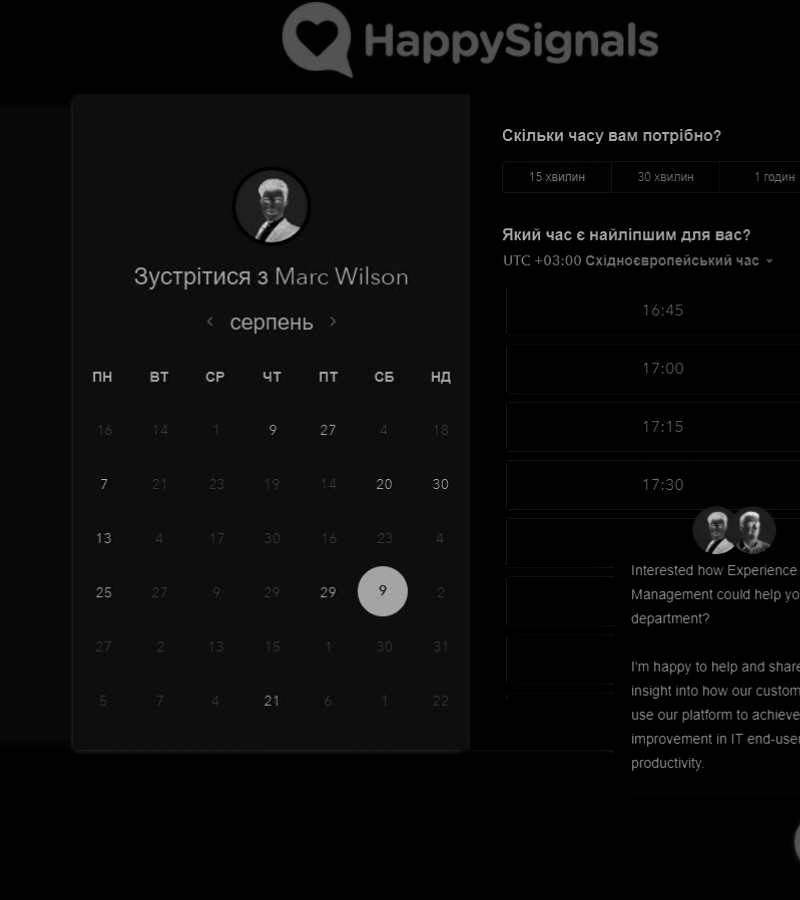 HappySignals
Зустрітися з Marc Wilson
серпень
ПН ВТ СР ЧТ ПТ СБ НД
16 14 1 9 27 4 18
7 21 23 19 14 20 30
13 4 17 30 16 23 4
25 27 9 29 29 9 2
27 2 13 15 1 30 31
5 7 4 21 6 1 22
Скільки часу вам потрібно?
15 хвилин 30 хвилин 1 годин
Який час є найліпшим для вас?
UTC +03:00 Східноєвропейський час
16:45
17:00
17:15
17:30
Interested how Experience
Management could help yo
department?
I'm happy to help and share
insight into how our custom
use our platform to achieve
improvement in IT end-user
productivity.